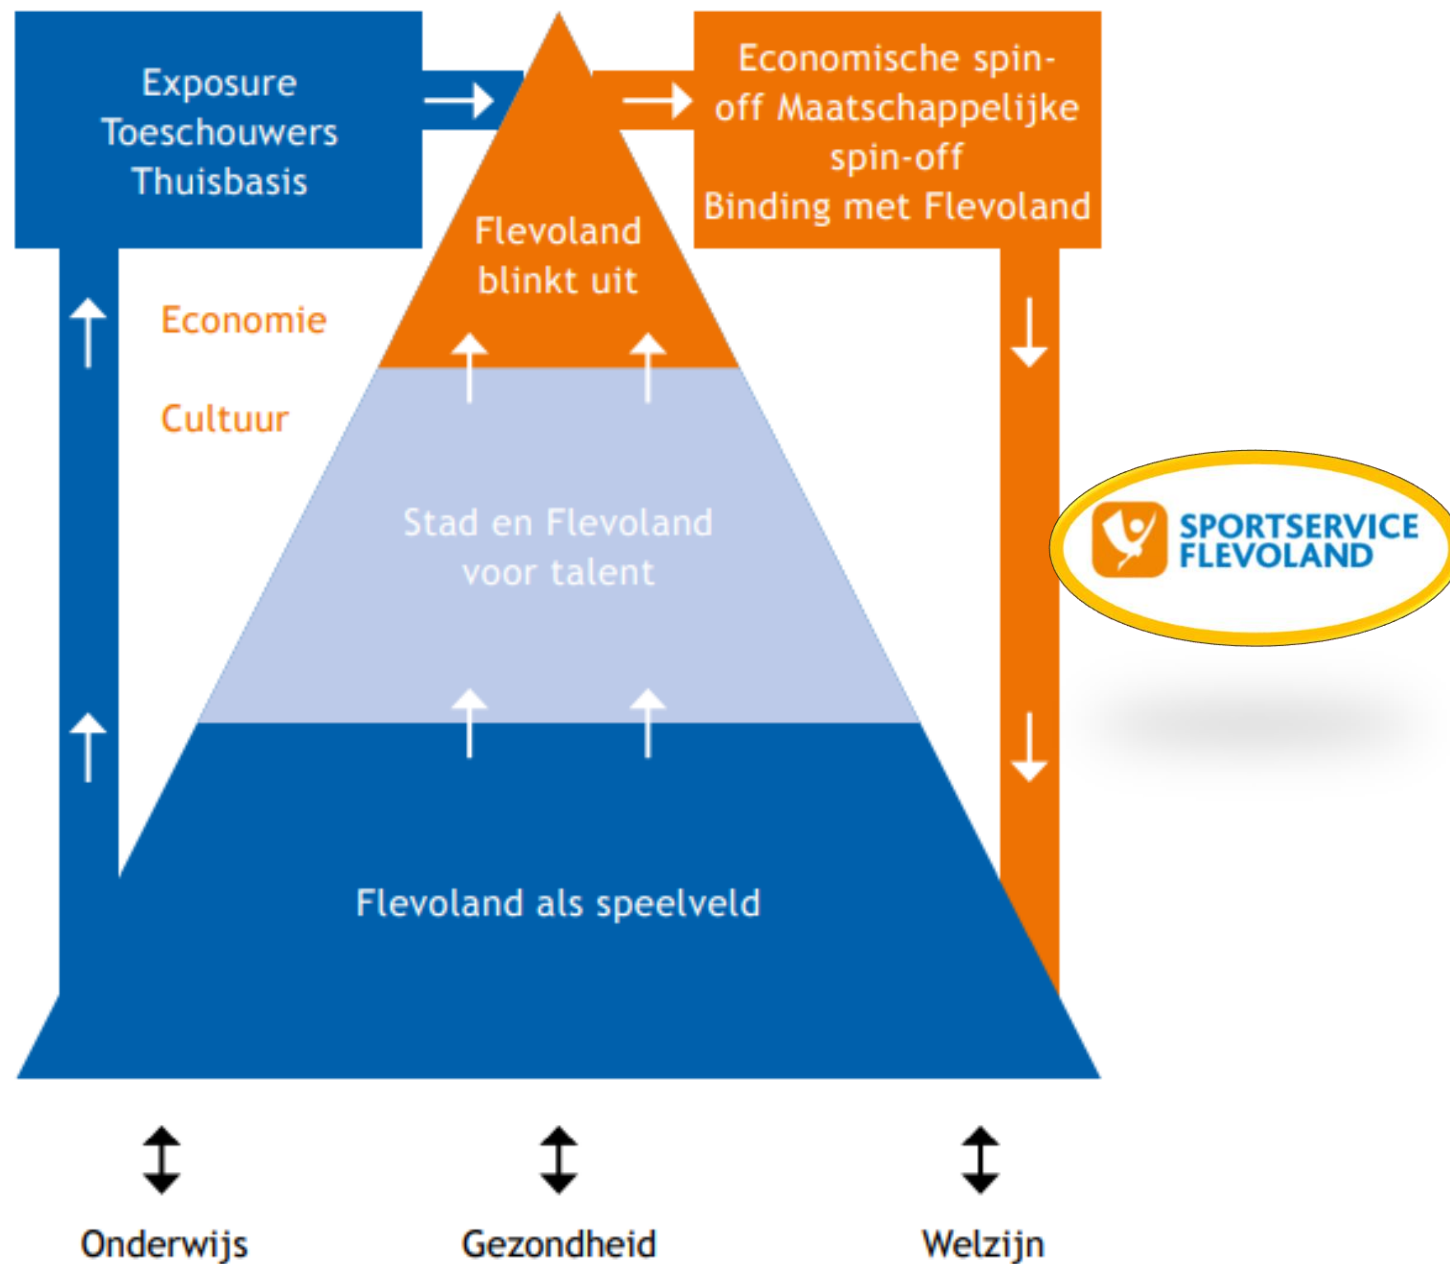 Exposure
Toeschouwers
Thuisbasis
Economische spin-
off Maatschappelijke
spin-off
Binding met Flevoland
Flevoland
blinkt uit
Economie
Cultuur
Stad en Flevoland
voor talent
SPORTSERVICE
FLEVOLAND
Flevoland als speelveld
Onderwijs
Gezondheid
Welzijn